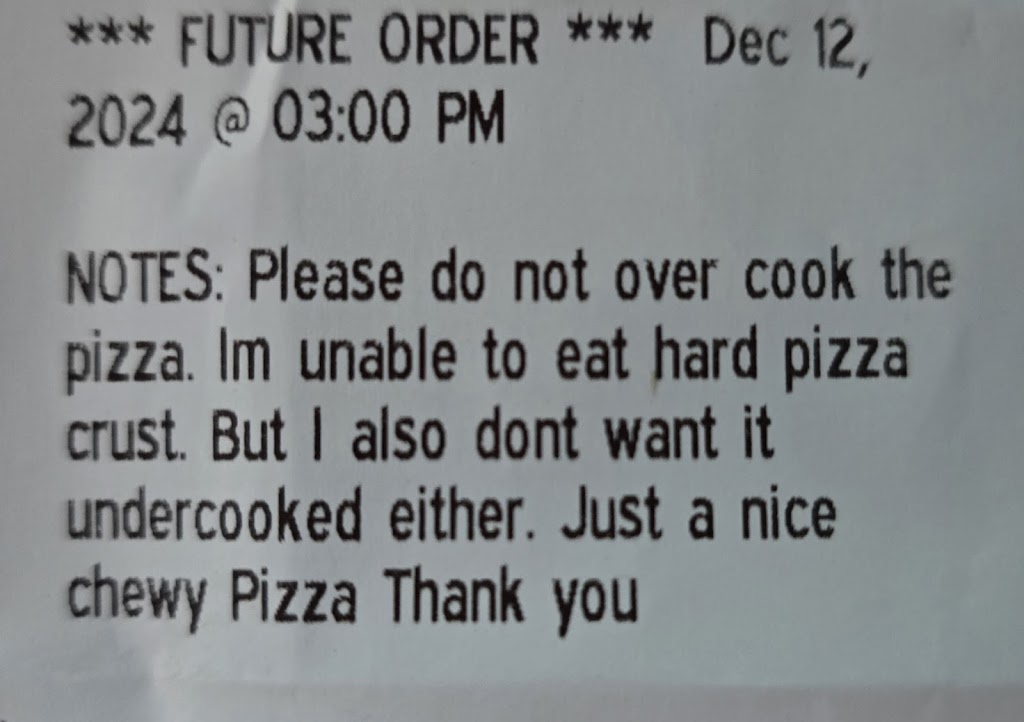 *** FUTURE ORDER *** Dec 12,
2024 @ 03:00 PM
NOTES: Please do not over cook the
pizza. Im unable to eat hard pizza
crust. But I also dont want it
undercooked either. Just a nice
chewy Pizza Thank you